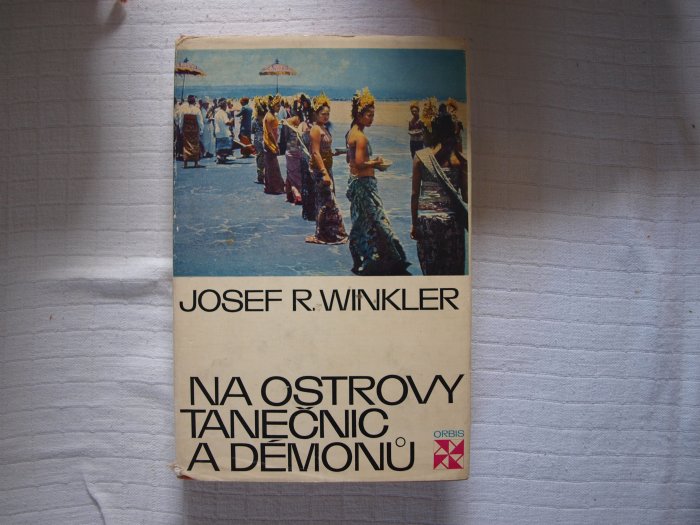 JOSEF R. WINKLER
NA OSTROVY
TANEČNIC
A DÉMONŮ
ORBIS